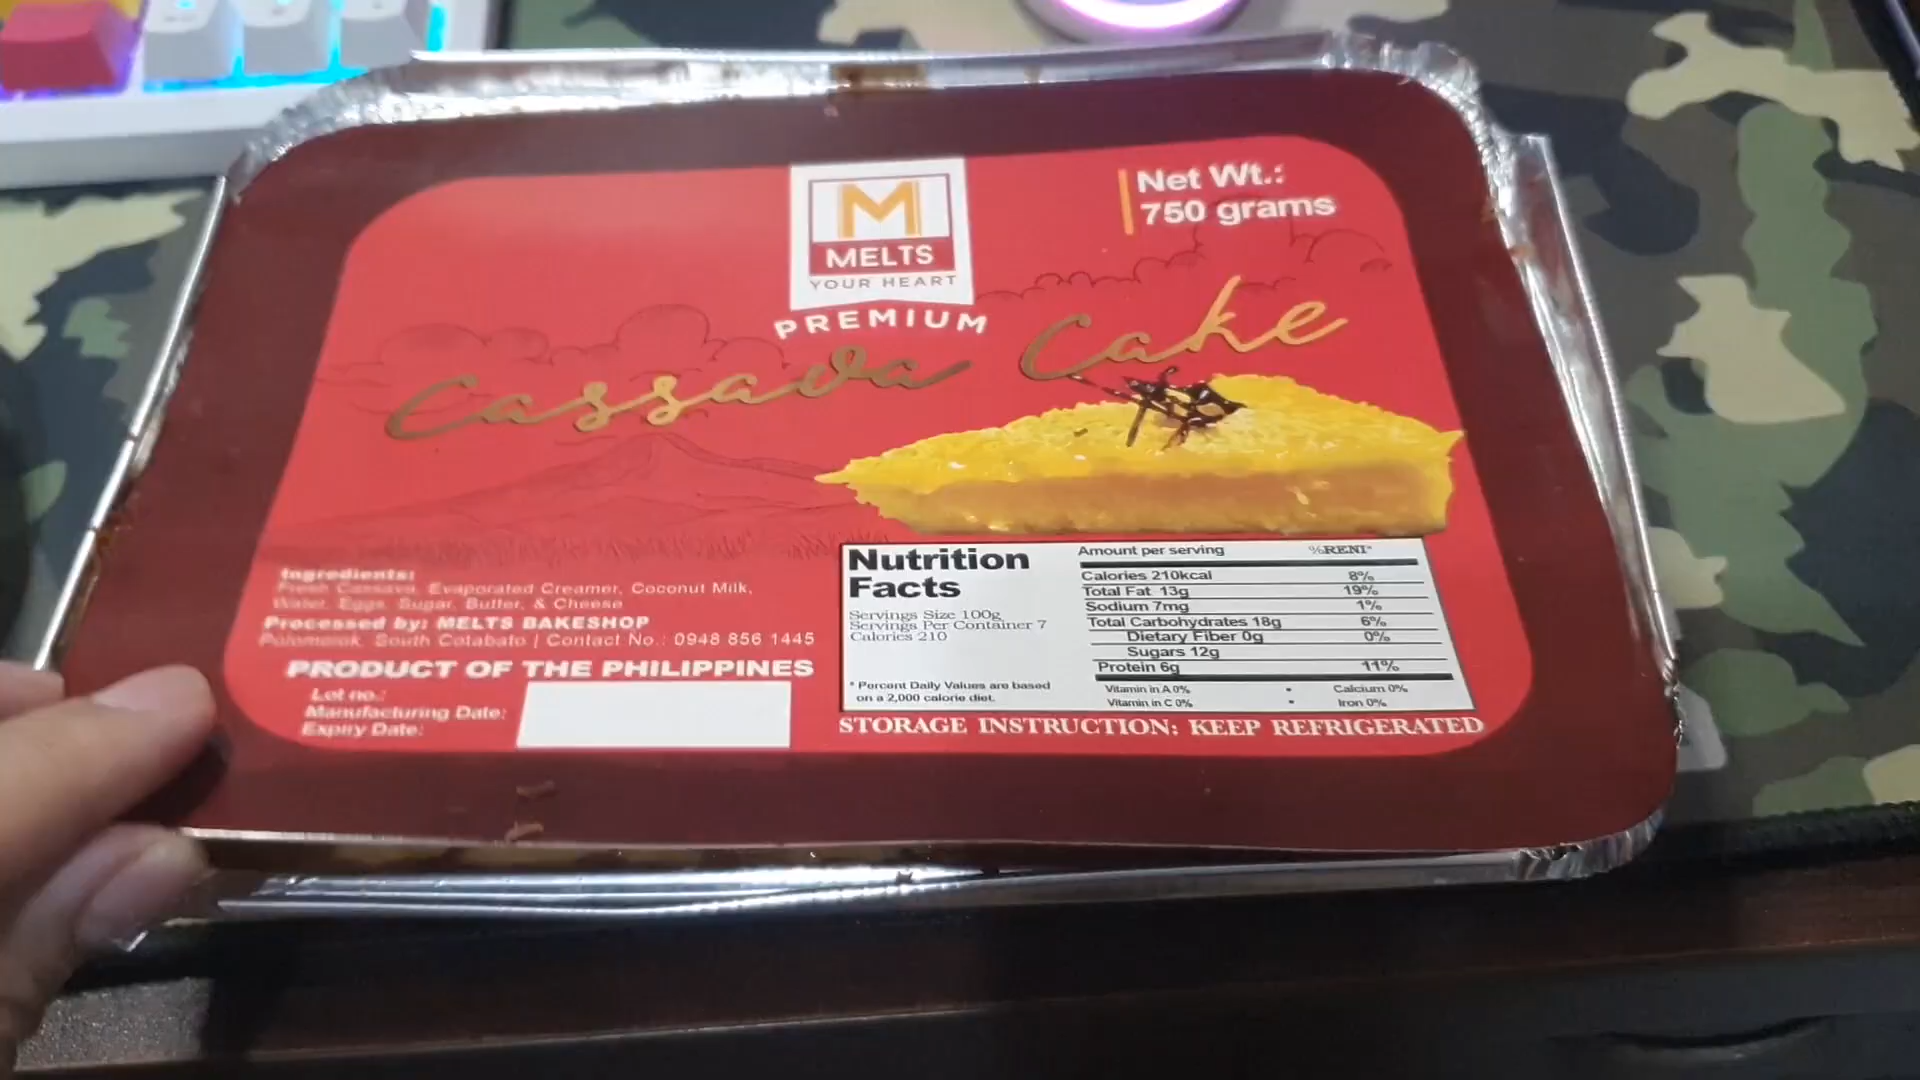 M
MELTS
YOUR HEART
PREMIUM
Net Wt.:
750 grams
Cassava Cake
Ingredients:
Fresh Cassava, Evaporated Creamer, Coconut Milk,
Water, Eggs, Sugar, Butter, & Cheese
Processed by: MELTS BAKESHOP
Polomolok, South Cotabato | Contact No.: 0948 856 1445
PRODUCT OF THE PHILIPPINES
Lot no.:
Manufacturing Date:
Expiry Date:
Nutrition
Facts
Servings Size 100g
Servings Per Container 7
Calories 210
* Percent Daily Values are based
on a 2,000 calorie diet.
Amount per serving %RENI*
Calories 210kcal 8%
Total Fat 13g 19%
Sodium 7mg 1%
Total Carbohydrates 18g 6%
Dietary Fiber 0g 0%
Sugars 12g
Protein 6g 11%
Vitamin in A 0% • Calcium 0%
Vitamin in C 0% • Iron 0%
STORAGE INSTRUCTION: KEEP REFRIGERATED